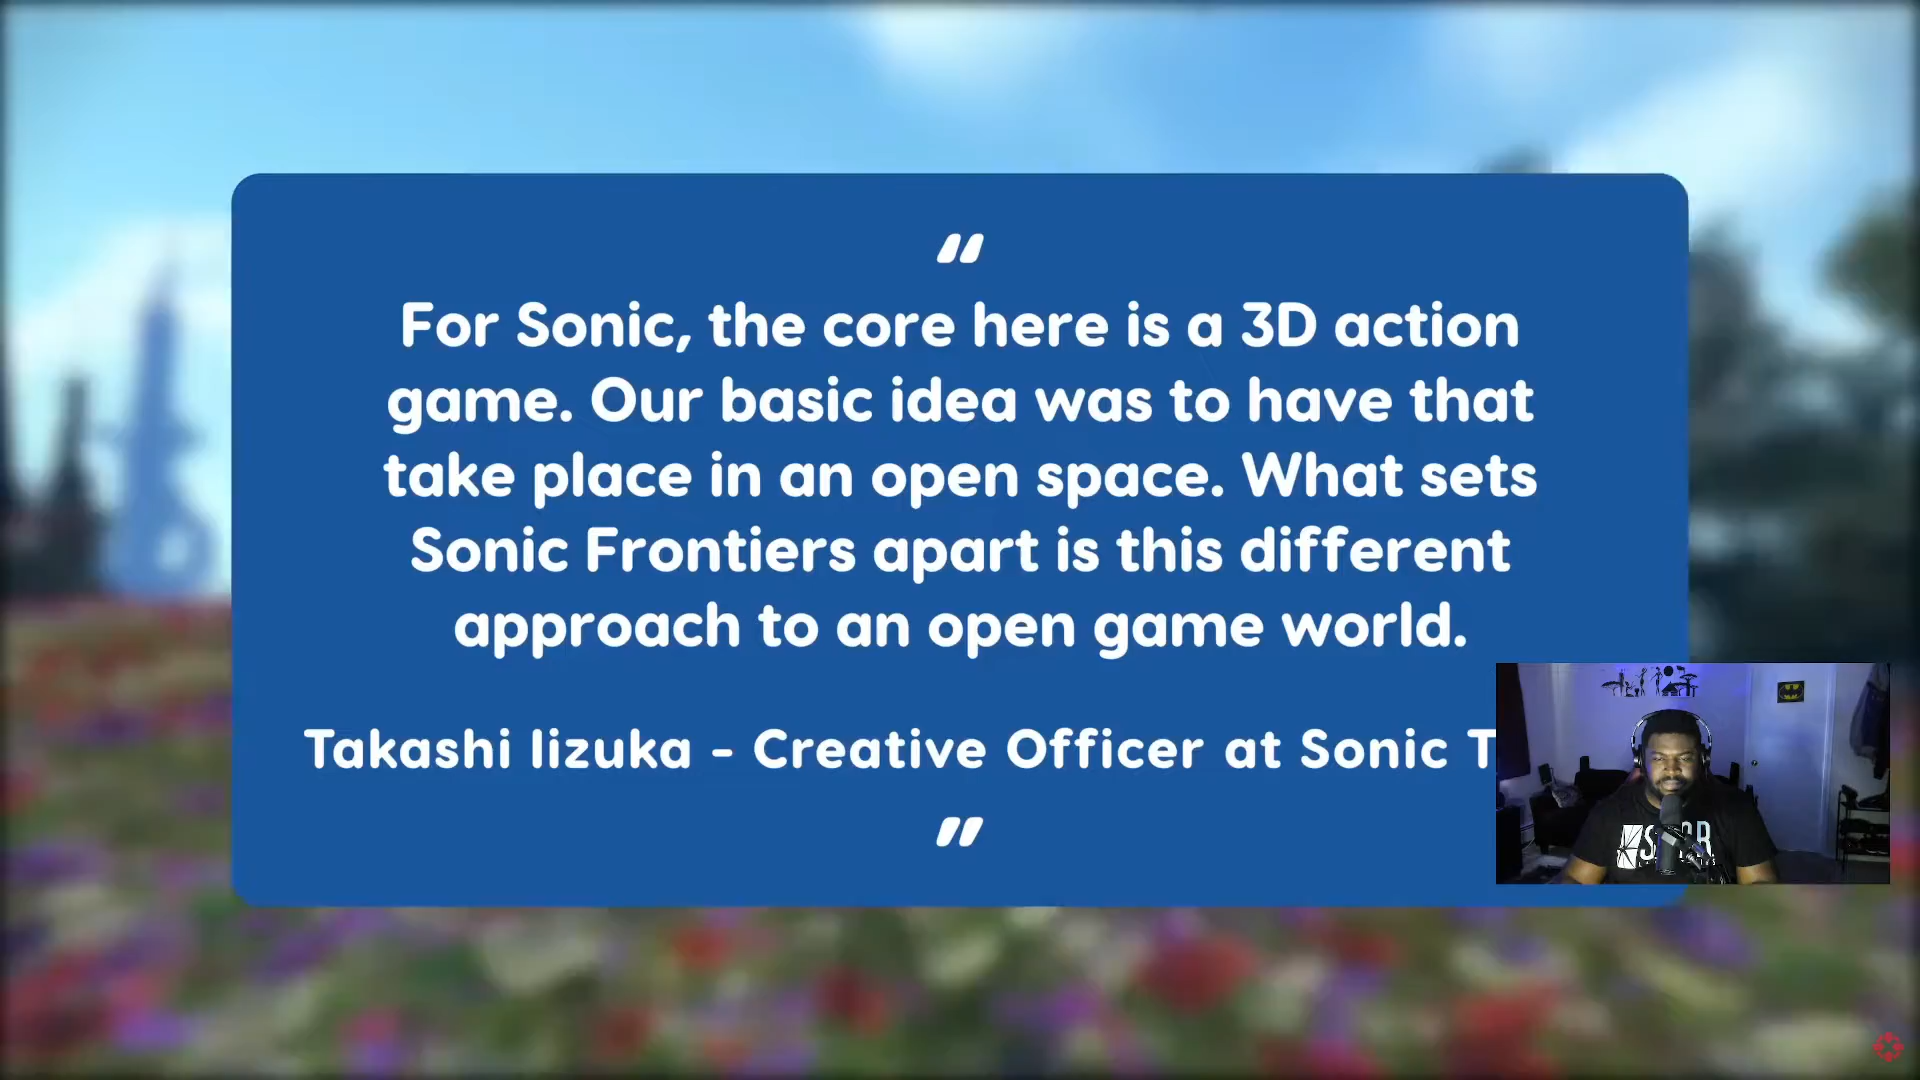 “
For Sonic, the core here is a 3D action
game. Our basic idea was to have that
take place in an open space. What sets
Sonic Frontiers apart is this different
approach to an open game world.
Takashi Iizuka - Creative Officer at Sonic T
”